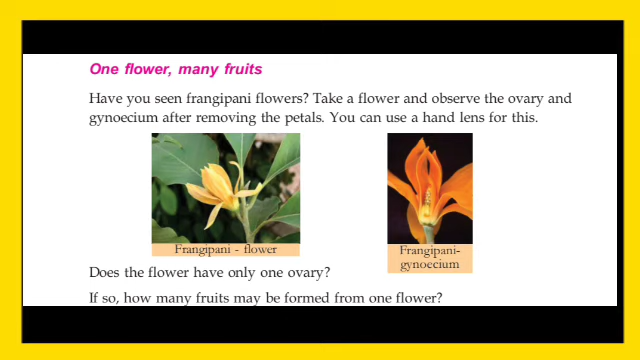 One flower, many fruits
Have you seen frangipani flowers? Take a flower and observe the ovary and
gynoecium after removing the petals. You can use a hand lens for this.
Frangipani - flower
Frangipani-
gynoecium
Does the flower have only one ovary?
If so, how many fruits may be formed from one flower?